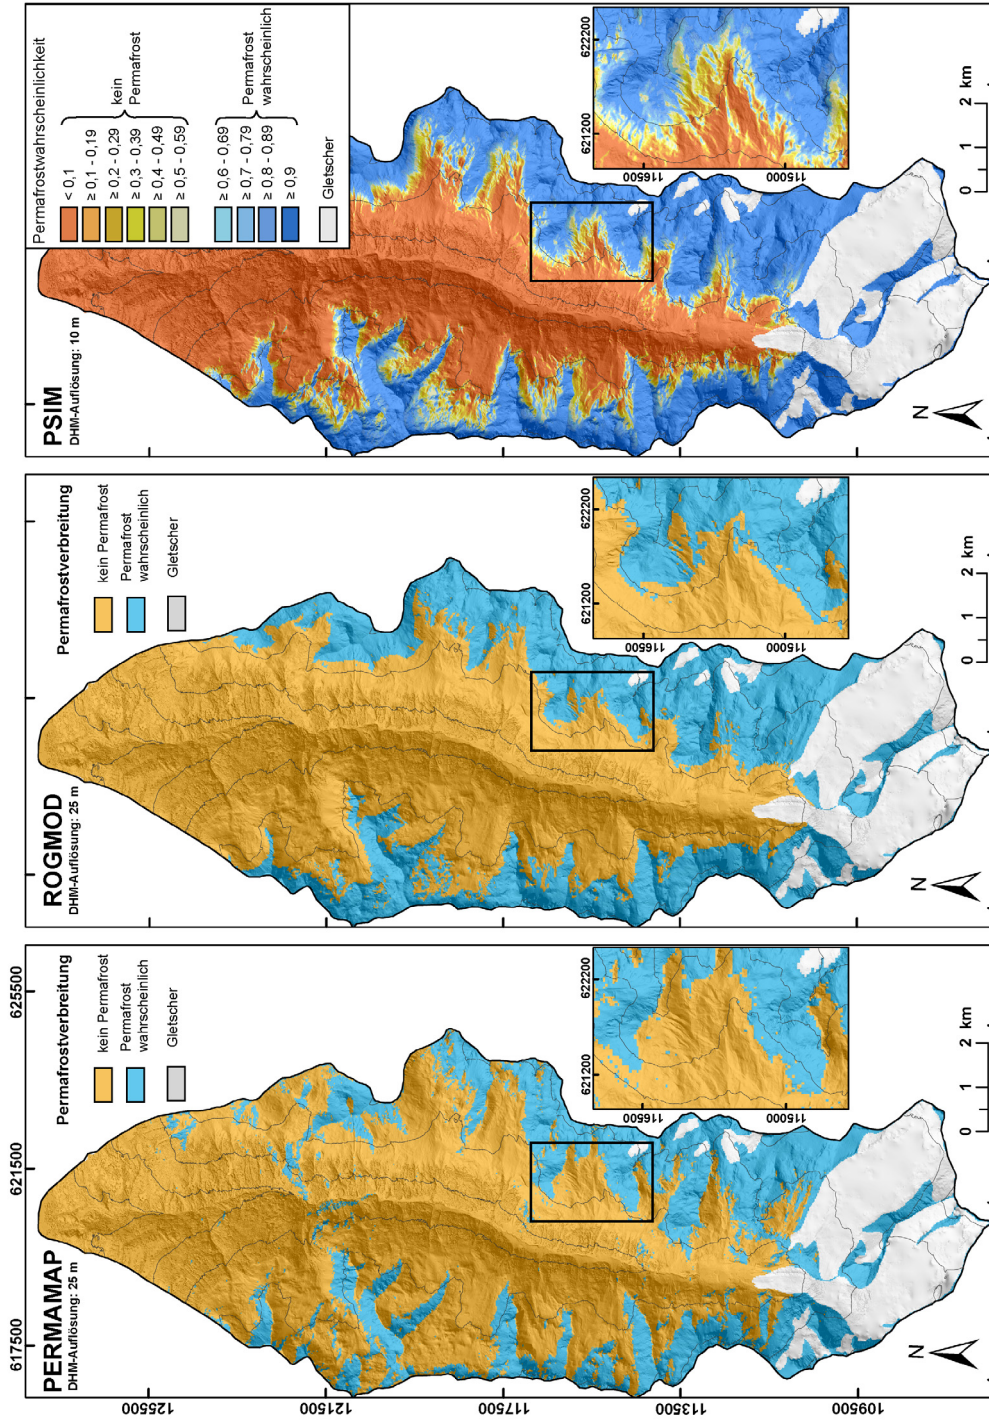 617500
621500
625500
PERMAMAP
DHM-Auflösung: 25 m
Permafrostverbreitung
kein Permafrost
Permafrost
wahrscheinlich
Gletscher
125500
121500
117500
113500
109500
621200
622200
116500
115000
N
0 1 2 km
ROGMOD
DHM-Auflösung: 25 m
Permafrostverbreitung
kein Permafrost
Permafrost
wahrscheinlich
Gletscher
621200
622200
116500
115000
N
0 1 2 km
PSIM
DHM-Auflösung: 10 m
Permafrostwahrscheinlichkeit
< 0,1
≥ 0,1 - 0,19
≥ 0,2 - 0,29
≥ 0,3 - 0,39
≥ 0,4 - 0,49
≥ 0,5 - 0,59
kein
Permafrost
≥ 0,6 - 0,69
≥ 0,7 - 0,79
≥ 0,8 - 0,89
≥ 0,9
Permafrost
wahrscheinlich
Gletscher
621200
622200
116500
115000
N
0 1 2 km